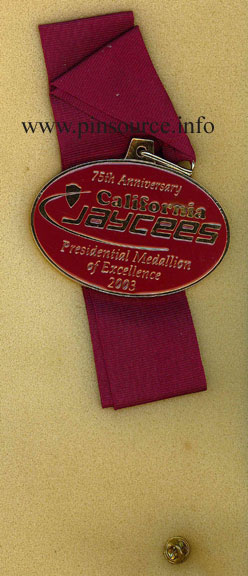 www.pinsource.info
75th Anniversary
California
Jaycees
Presidential Medallion
of Excellence
2003